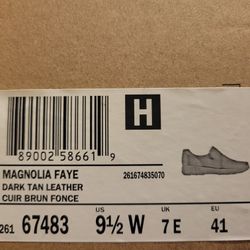 H
89002 58661 9
MAGNOLIA FAYE
261674835070
DARK TAN LEATHER
CUIR BRUN FONCE
US UK EU
261 67483 9½ W 7 E 41